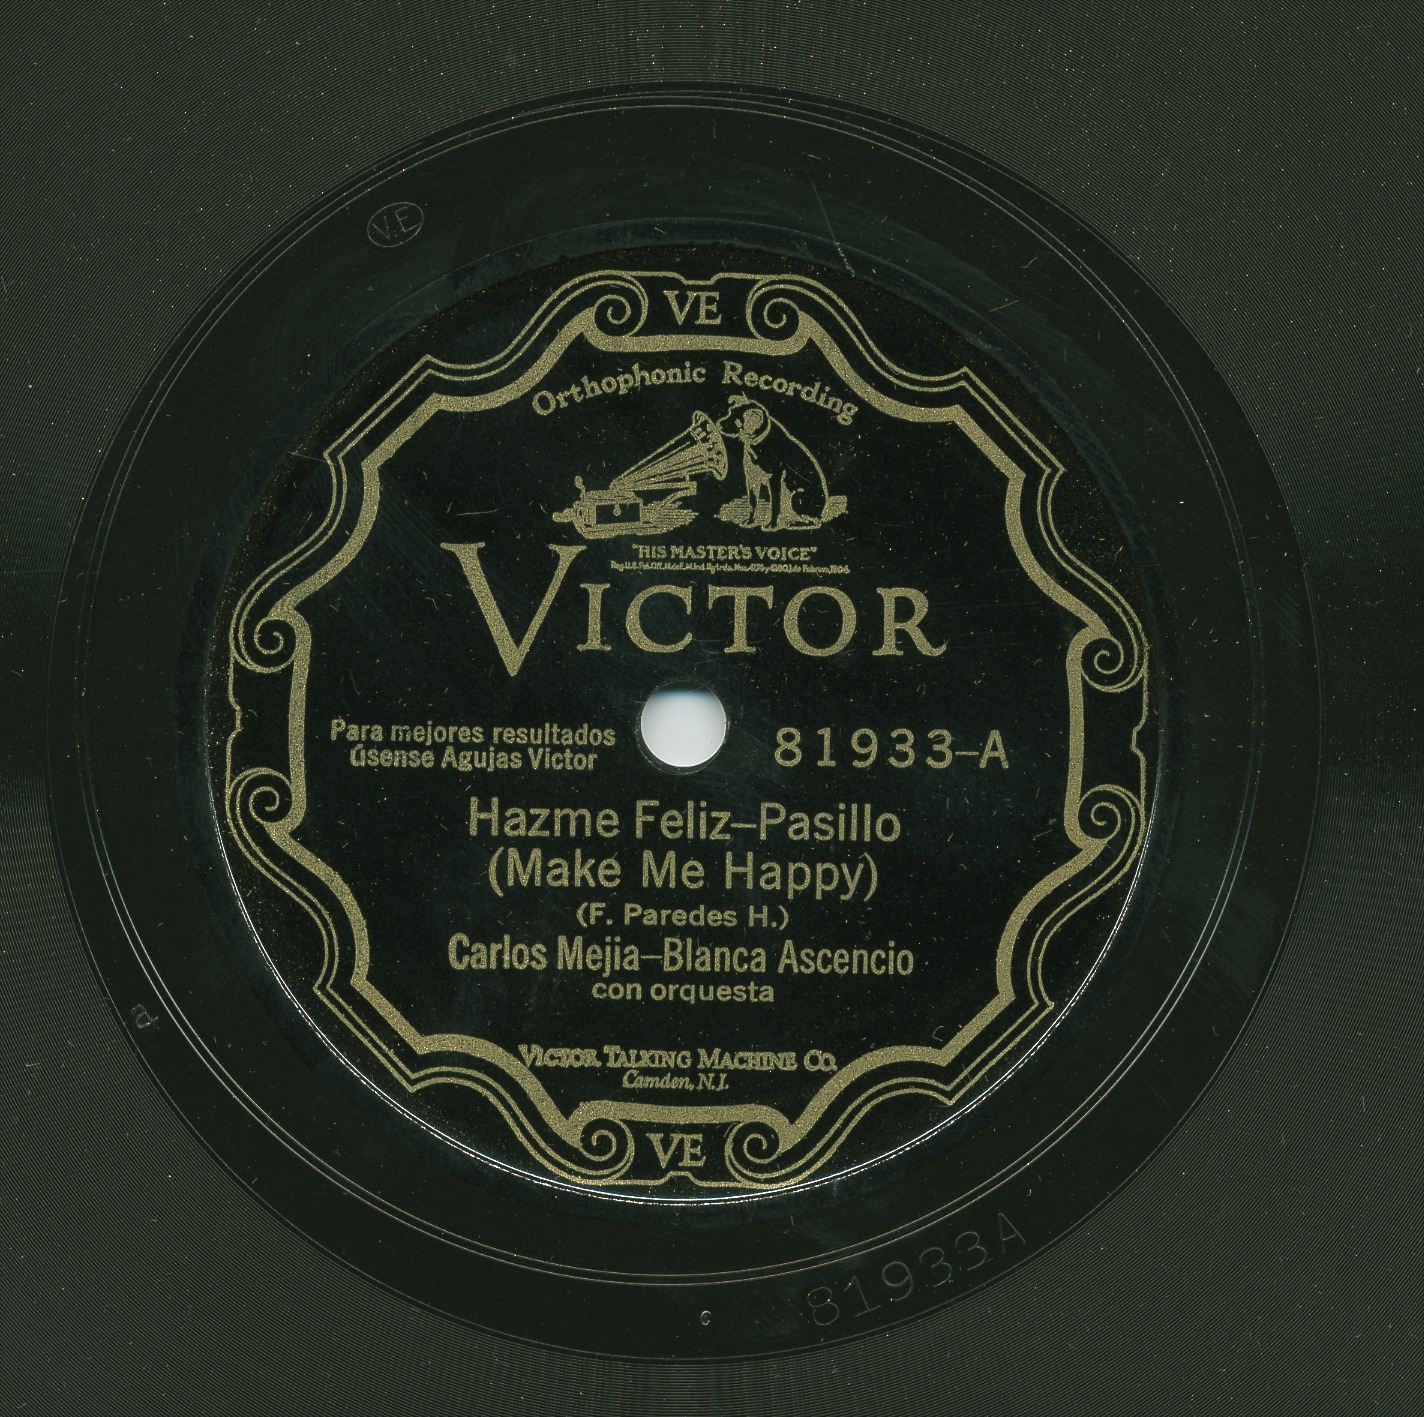 VE
VE
Orthophonic Recording
"HIS MASTER'S VOICE"
VICTOR
Para mejores resultados
úsense Agujas Victor
81933-A
Hazme Feliz-Pasillo
(Make Me Happy)
(F. Paredes H.)
Carlos Mejia-Blanca Ascencio
con orquesta
a
VICTOR TALKING MACHINE CO.
Camden, N.J.
VE
81933A
c